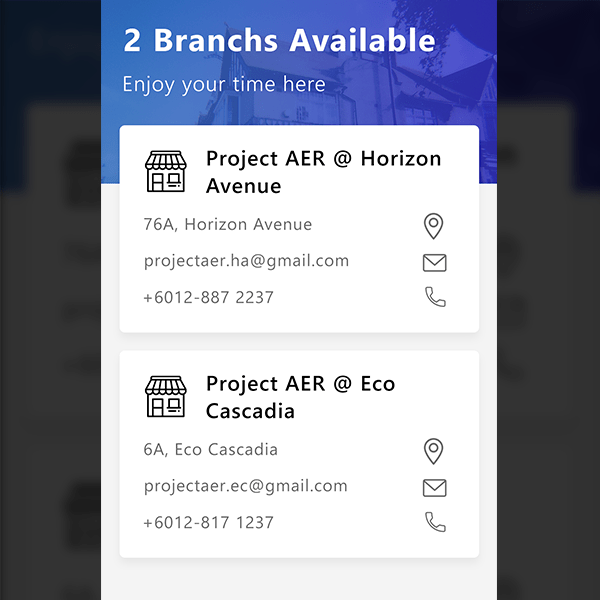 2 Branchs Available
Enjoy your time here
Project AER @ Horizon
Avenue
76A, Horizon Avenue
projectaer.ha@gmail.com
+6012-887 2237
Project AER @ Eco
Cascadia
6A, Eco Cascadia
projectaer.ec@gmail.com
+6012-817 1237